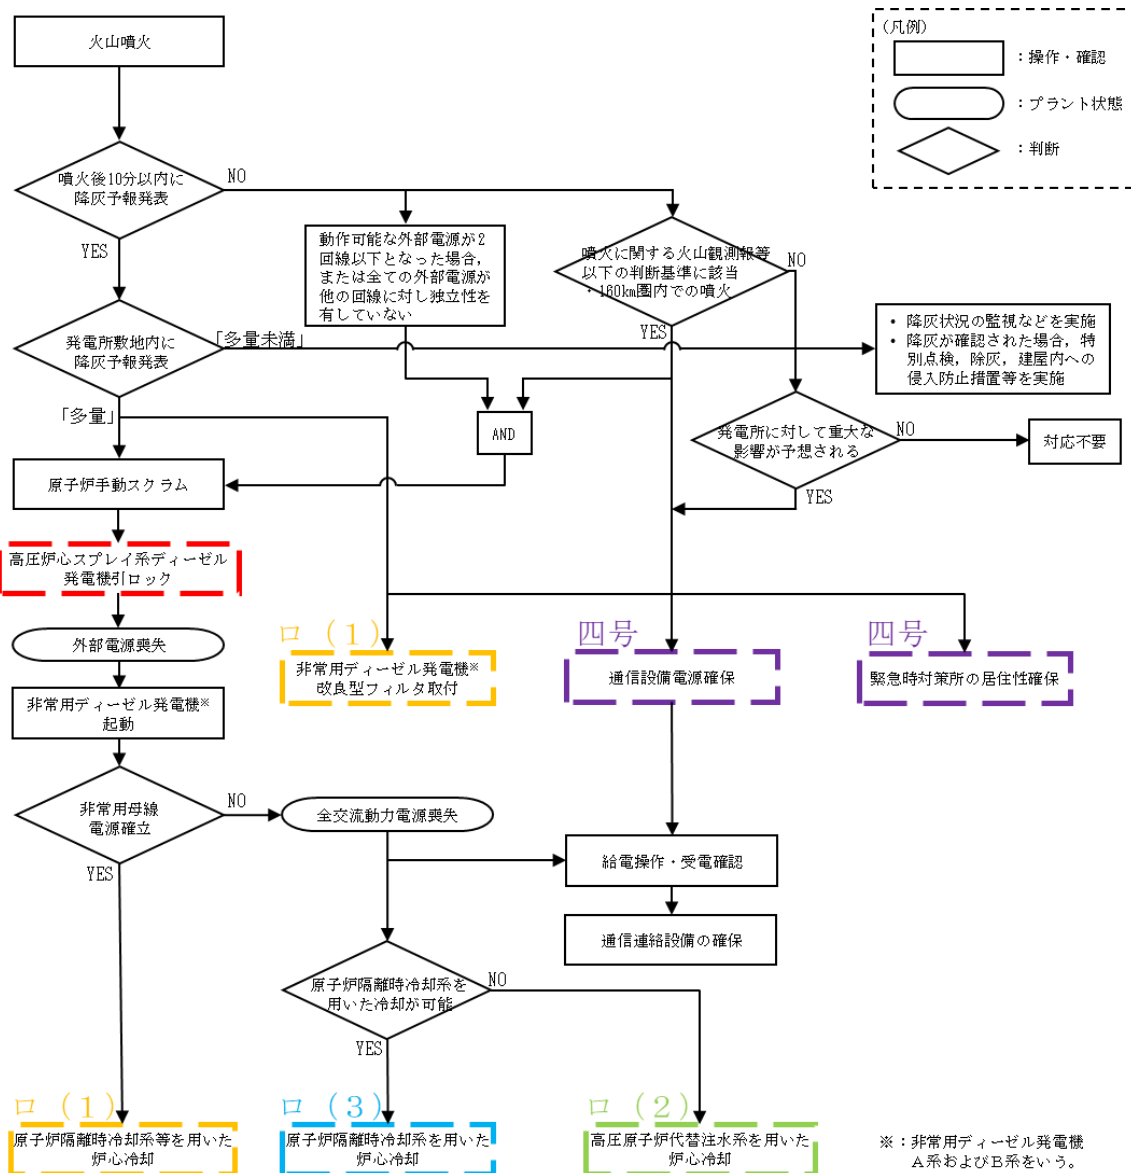 火山噴火
(凡例)
：操作・確認
：プラント状態
：判断
噴火後10分以内に
降灰予報発表
NO
YES
動作可能な外部電源が2
回線以下となった場合，
または全ての外部電源が
他の回線に対し独立性を
有していない
噴火に関する火山観測報等
以下の判断基準に該当
・160km圏内での噴火
NO
YES
発電所敷地内に
降灰予報発表
「多量未満」
「多量」
• 降灰状況の監視などを実施
• 降灰が確認された場合，特
別点検，除灰，建屋内への
侵入防止措置等を実施
AND
発電所に対して重大な
影響が予想される
NO
YES
対応不要
原子炉手動スクラム
高圧炉心スプレイ系ディーゼル
発電機引ロック
外部電源喪失
ロ（1）
非常用ディーゼル発電機※
改良型フィルタ取付
四号
通信設備電源確保
四号
緊急時対策所の居住性確保
非常用ディーゼル発電機※
起動
非常用母線
電源確立
NO
YES
全交流動力電源喪失
給電操作・受電確認
通信連絡設備の確保
原子炉隔離時冷却系を
用いた冷却が可能
NO
YES
ロ（1）
原子炉隔離時冷却系等を用いた
炉心冷却
ロ（3）
原子炉隔離時冷却系を用いた
炉心冷却
ロ（2）
高圧原子炉代替注水系を用いた
炉心冷却
※：非常用ディーゼル発電機
A系およびB系をいう。